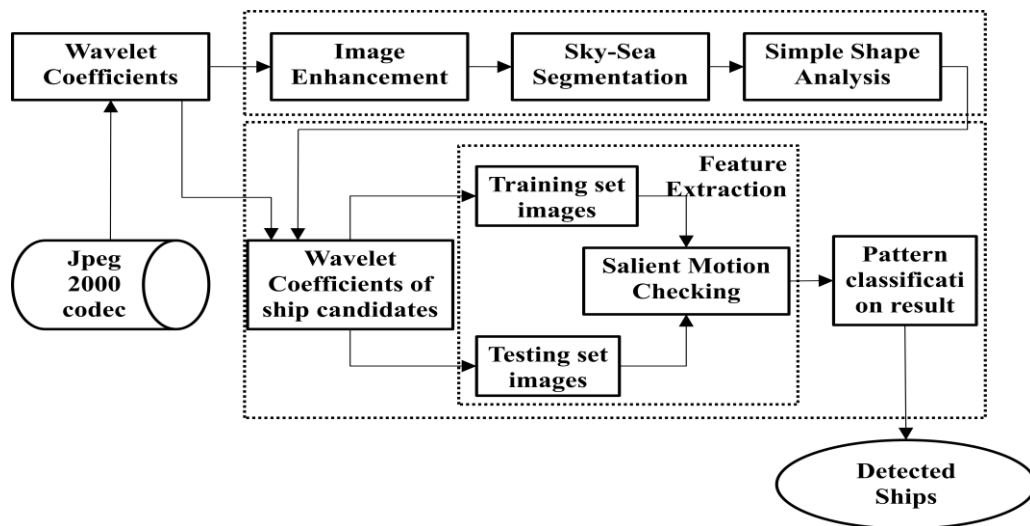 Wavelet
Coefficients
Image
Enhancement
Sky-Sea
Segmentation
Simple Shape
Analysis
Feature
Extraction
Training set
images
Jpeg
2000
codec
Wavelet
Coefficients of
ship candidates
Salient Motion
Checking
Pattern
classificati
on result
Testing set
images
Detected
Ships